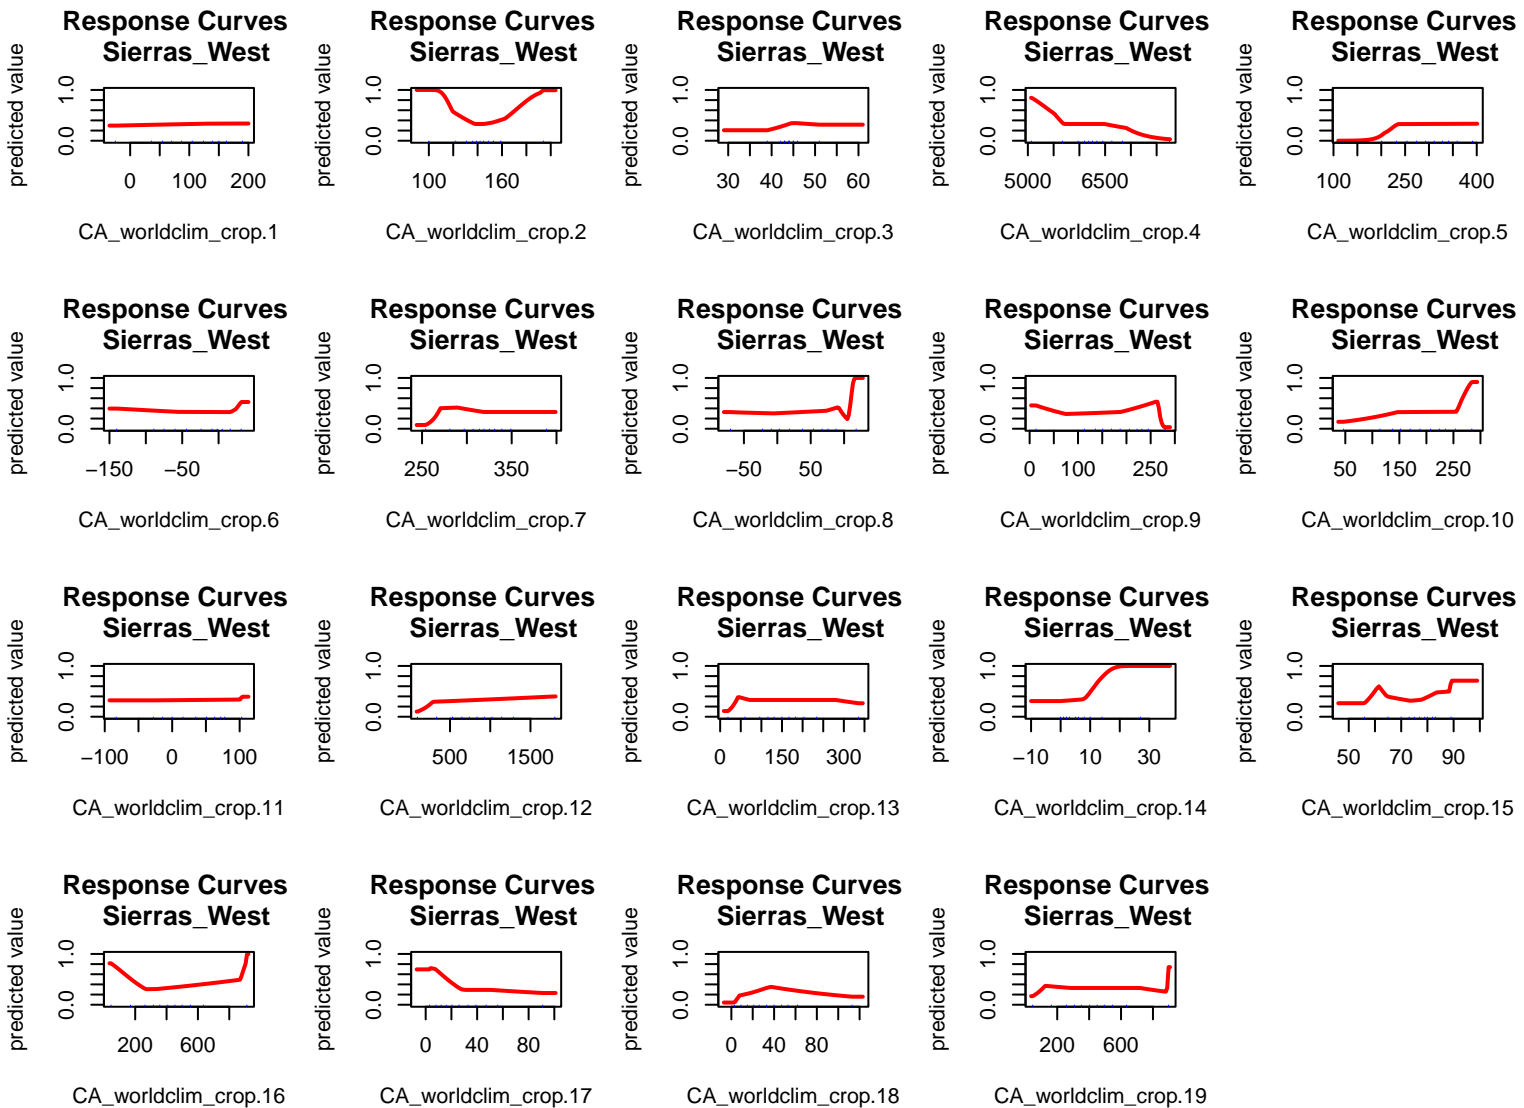 Response Curves
Sierras_West
predicted value
0.0 1.0
0 100 200
CA_worldclim_crop.1
Response Curves
Sierras_West
predicted value
0.0 1.0
100 160
CA_worldclim_crop.2
Response Curves
Sierras_West
predicted value
0.0 1.0
30 40 50 60
CA_worldclim_crop.3
Response Curves
Sierras_West
predicted value
0.0 1.0
5000 6500
CA_worldclim_crop.4
Response Curves
Sierras_West
predicted value
0.0 1.0
100 250 400
CA_worldclim_crop.5
Response Curves
Sierras_West
predicted value
0.0 1.0
−150 −50
CA_worldclim_crop.6
Response Curves
Sierras_West
predicted value
0.0 1.0
250 350
CA_worldclim_crop.7
Response Curves
Sierras_West
predicted value
0.0 1.0
−50 50
CA_worldclim_crop.8
Response Curves
Sierras_West
predicted value
0.0 1.0
0 100 250
CA_worldclim_crop.9
Response Curves
Sierras_West
predicted value
0.0 1.0
50 150 250
CA_worldclim_crop.10
Response Curves
Sierras_West
predicted value
0.0 1.0
−100 0 100
CA_worldclim_crop.11
Response Curves
Sierras_West
predicted value
0.0 1.0
500 1500
CA_worldclim_crop.12
Response Curves
Sierras_West
predicted value
0.0 1.0
0 150 300
CA_worldclim_crop.13
Response Curves
Sierras_West
predicted value
0.0 1.0
−10 10 30
CA_worldclim_crop.14
Response Curves
Sierras_West
predicted value
0.0 1.0
50 70 90
CA_worldclim_crop.15
Response Curves
Sierras_West
predicted value
0.0 1.0
200 600
CA_worldclim_crop.16
Response Curves
Sierras_West
predicted value
0.0 1.0
0 40 80
CA_worldclim_crop.17
Response Curves
Sierras_West
predicted value
0.0 1.0
0 40 80
CA_worldclim_crop.18
Response Curves
Sierras_West
predicted value
0.0 1.0
200 600
CA_worldclim_crop.19